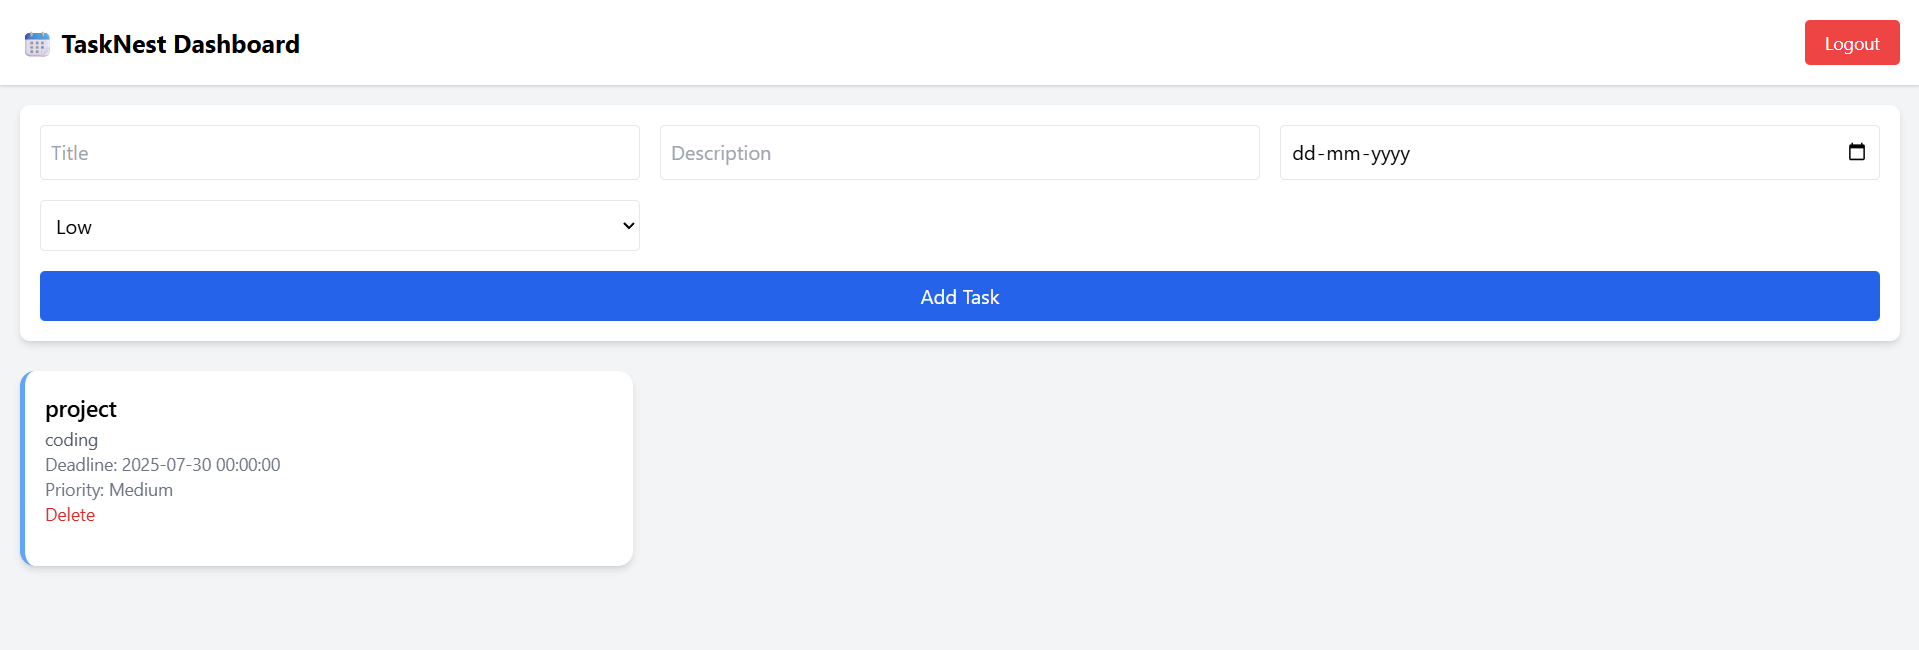 TaskNest Dashboard
Logout
Title
Description
dd-mm-yyyy
Low
Add Task
project
coding
Deadline: 2025-07-30 00:00:00
Priority: Medium
Delete